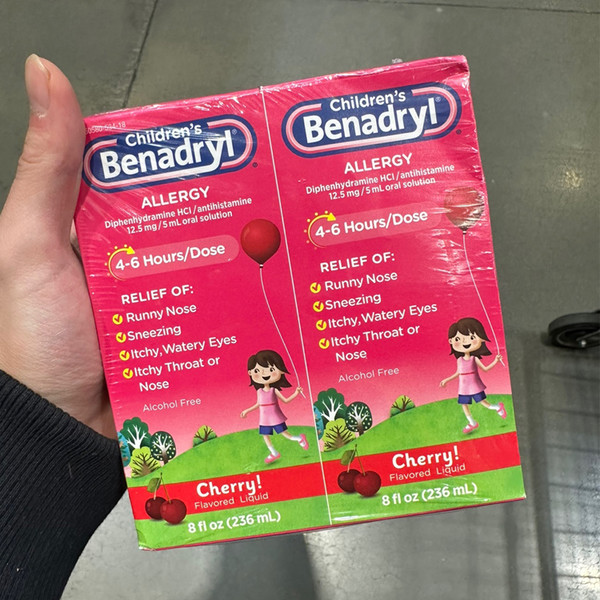 Children's
Benadryl®
ALLERGY
Diphenhydramine HCl/antihistamine
12.5 mg/5 mL oral solution
4-6 Hours/Dose
RELIEF OF:
Runny Nose
Sneezing
Itchy,Watery Eyes
Itchy Throat or
Nose
Alcohol Free
Cherry!
Flavored Liquid
8 fl oz (236 mL)
Children's
Benadryl®
ALLERGY
Diphenhydramine HCl/antihistamine
12.5 mg/5 mL oral solution
4-6 Hours/Dose
RELIEF OF:
Runny Nose
Sneezing
Itchy,Watery Eyes
Itchy Throat or
Nose
Alcohol Free
Cherry!
Flavored Liquid
8 fl oz (236 mL)